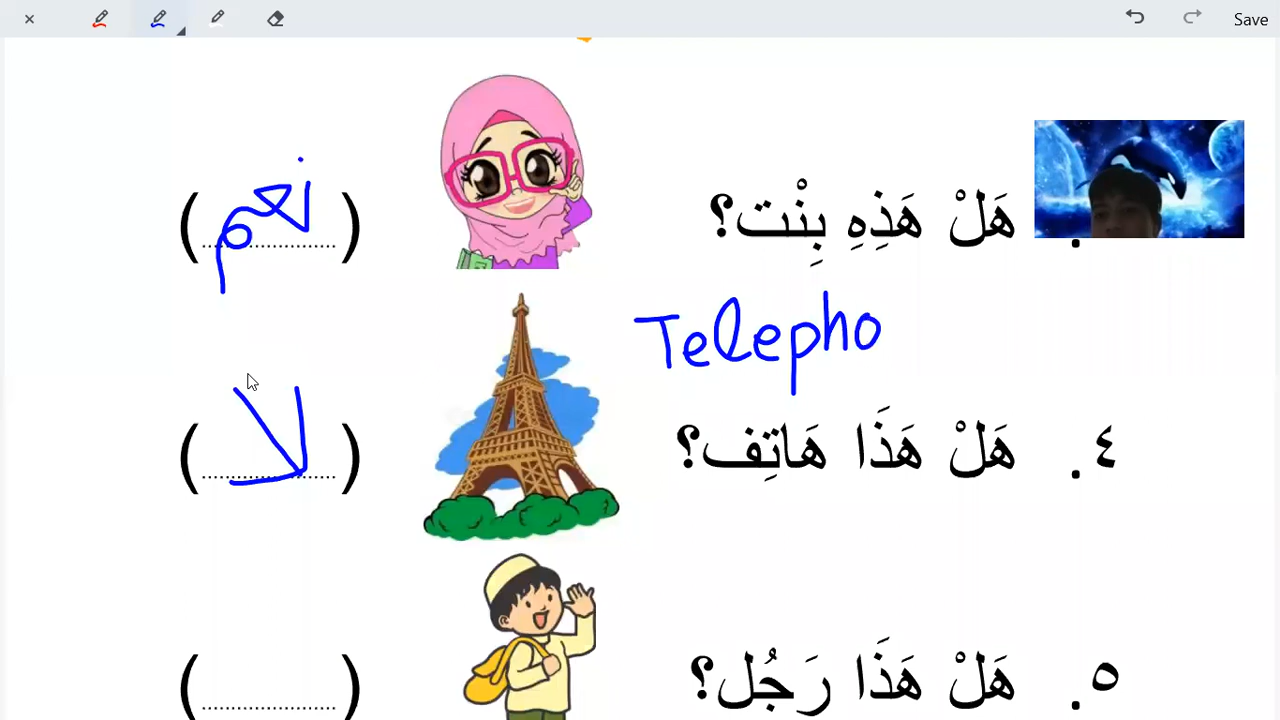 Save
هَلْ هَذِهِ بِنْت؟
(نعم)
Telepho
٤. هَلْ هَذَا هَاتِف؟
(لا)
٥. هَلْ هَذَا رَجُل؟
(..................)